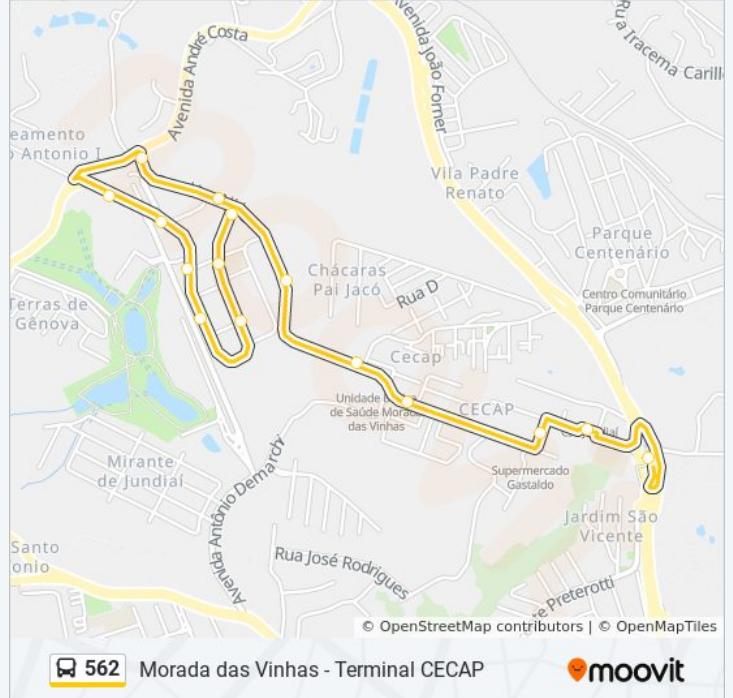 Avenida André Costa
Avenida João Forner
Rua Iracema Carill
eamento
o Antonio I
Vila Padre
Renato
Parque
Centenário
Chácaras
Pai Jacó
Rua D
Centro Comunitário
Parque Centenário
Terras de
Gênova
Cecap
Unidade
de Saúde Morada
das Vinhas
CECAP
Supermercado
Gastaldo
Mirante
de Jundiaí
Avenida Antônio Demarchi
Jardim São
Vicente
Santo
onio
Rua José Rodrigues
re Preterotti
© OpenStreetMap contributors | © OpenMapTiles
562 Morada das Vinhas - Terminal CECAP
moovit